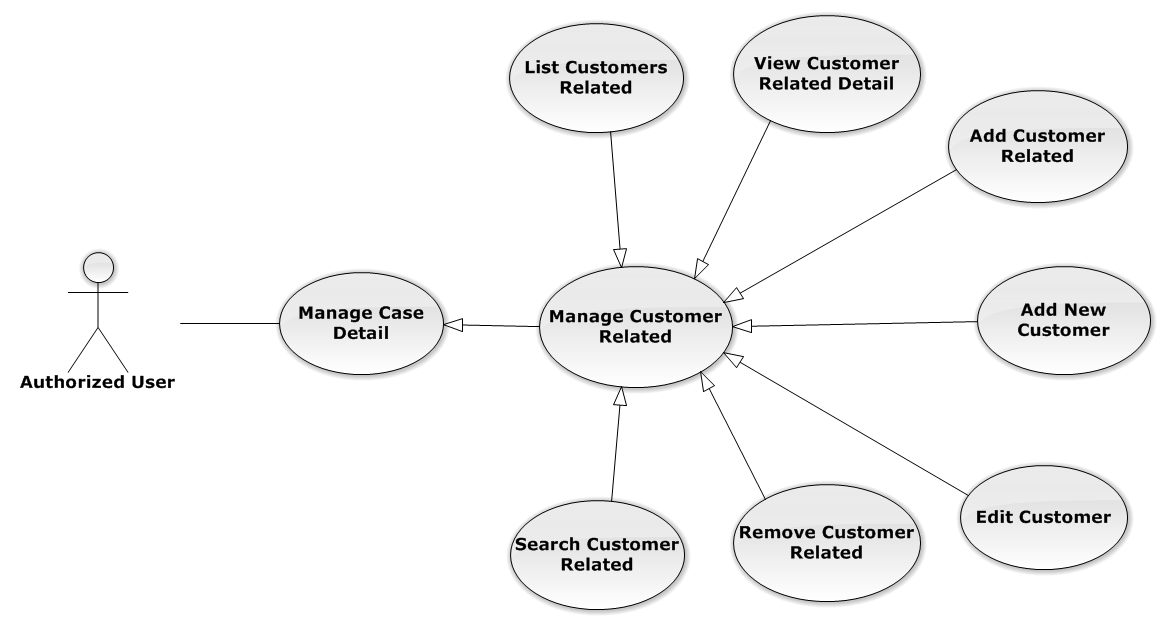 List Customers
Related
View Customer
Related Detail
Add Customer
Related
Authorized User
Manage Case
Detail
Manage Customer
Related
Add New
Customer
Search Customer
Related
Remove Customer
Related
Edit Customer